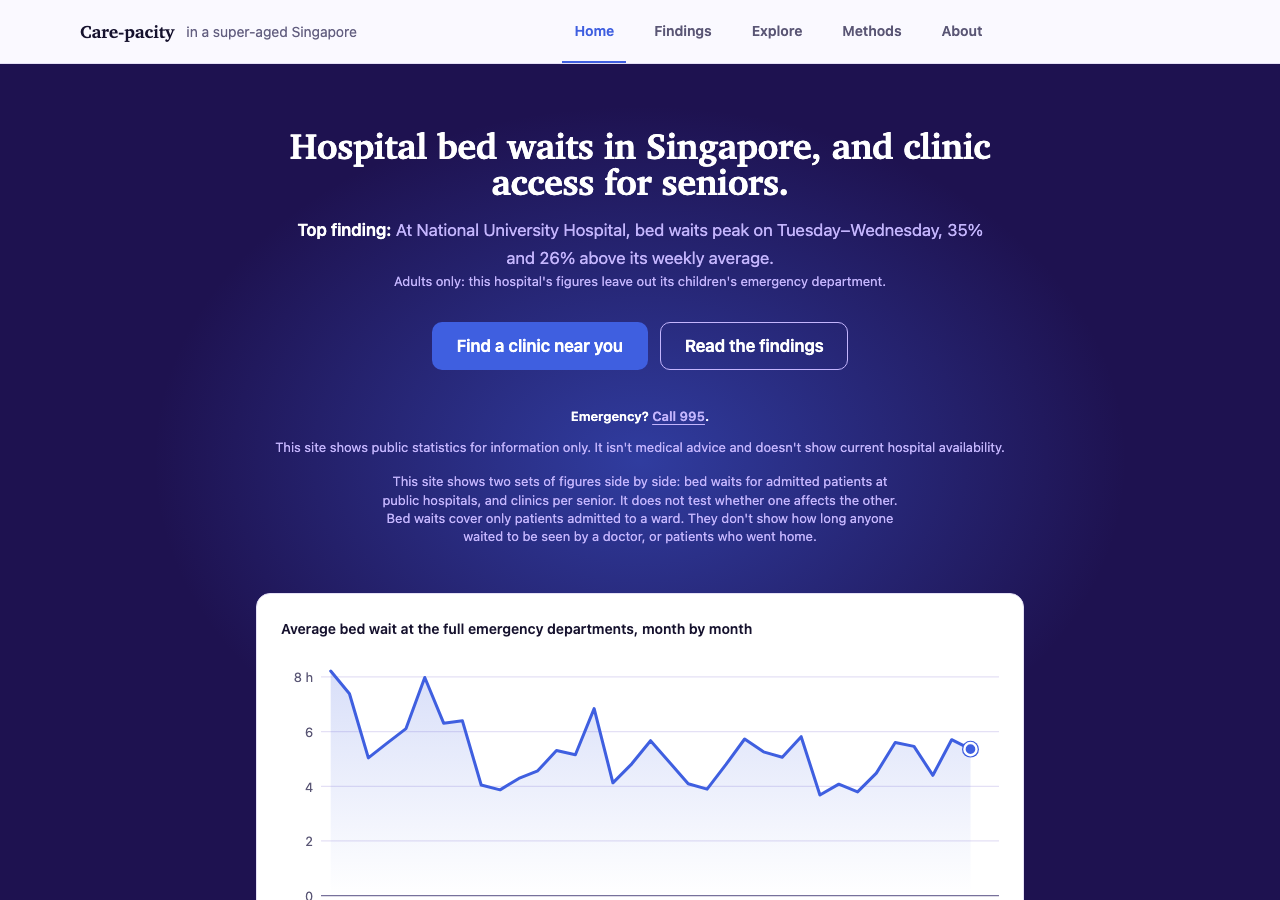 Care-pacity in a super-aged Singapore
Home Findings Explore Methods About
Hospital bed waits in Singapore, and clinic
access for seniors.
Top finding: At National University Hospital, bed waits peak on Tuesday–Wednesday, 35%
and 26% above its weekly average.
Adults only: this hospital's figures leave out its children's emergency department.
Find a clinic near you Read the findings
Emergency? Call 995.
This site shows public statistics for information only. It isn't medical advice and doesn't show current hospital availability.
This site shows two sets of figures side by side: bed waits for admitted patients at
public hospitals, and clinics per senior. It does not test whether one affects the other.
Bed waits cover only patients admitted to a ward. They don't show how long anyone
waited to be seen by a doctor, or patients who went home.
Average bed wait at the full emergency departments, month by month
8 h
6
4
2
0